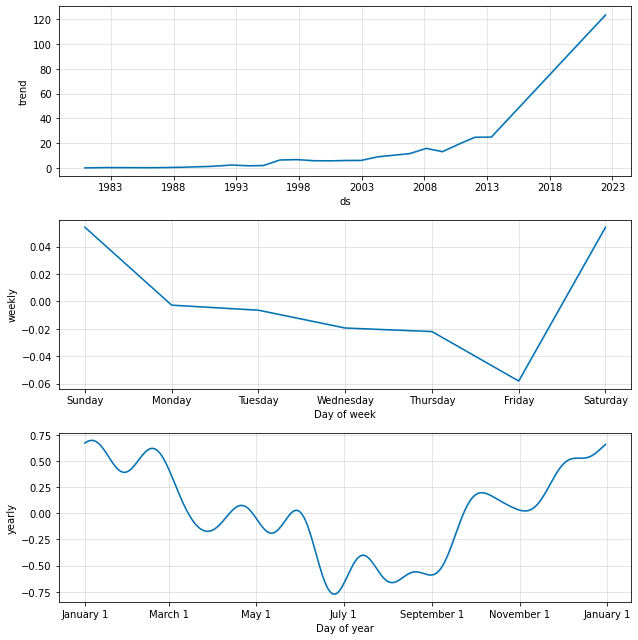 120
100
80
60
40
20
0
trend
1983 1988 1993 1998 2003 2008 2013 2018 2023
ds
0.04
0.02
0.00
−0.02
−0.04
−0.06
weekly
Sunday Monday Tuesday Wednesday Thursday Friday Saturday
Day of week
0.75
0.50
0.25
0.00
−0.25
−0.50
−0.75
yearly
January 1 March 1 May 1 July 1 September 1 November 1 January 1
Day of year